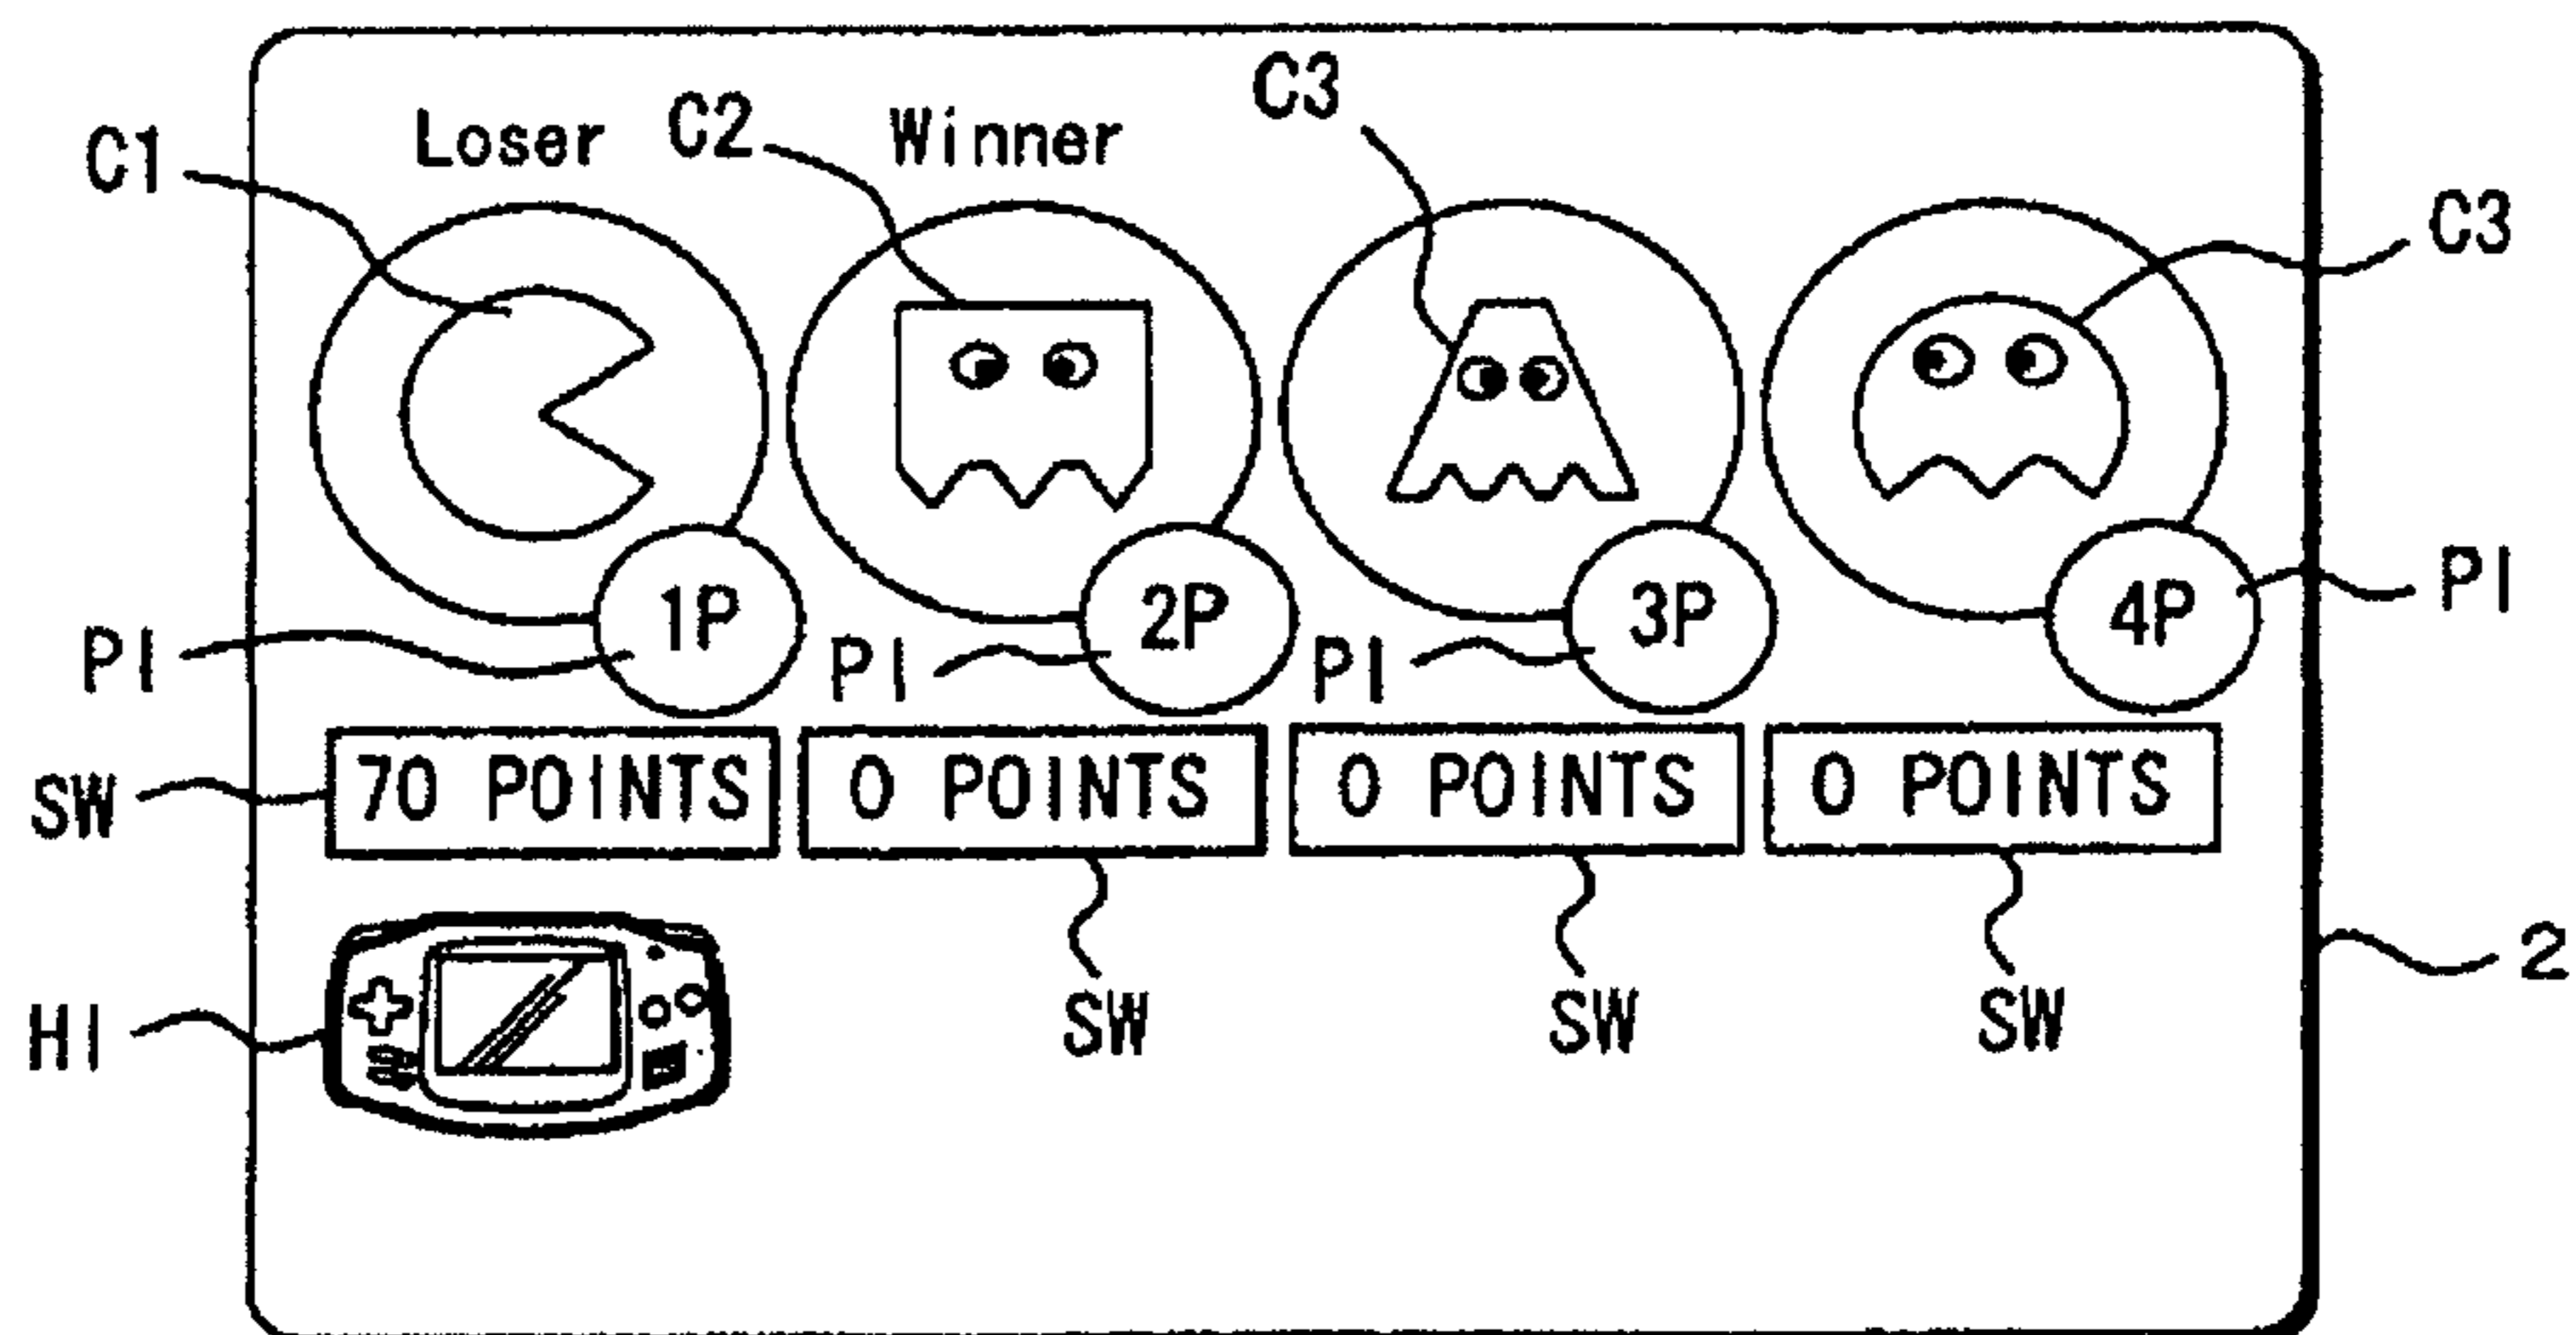 C3
Loser C2 Winner
C1
C3
1P 2P 3P 4P
PI PI PI PI
70 POINTS 0 POINTS 0 POINTS 0 POINTS
SW
2
SW SW SW
HI